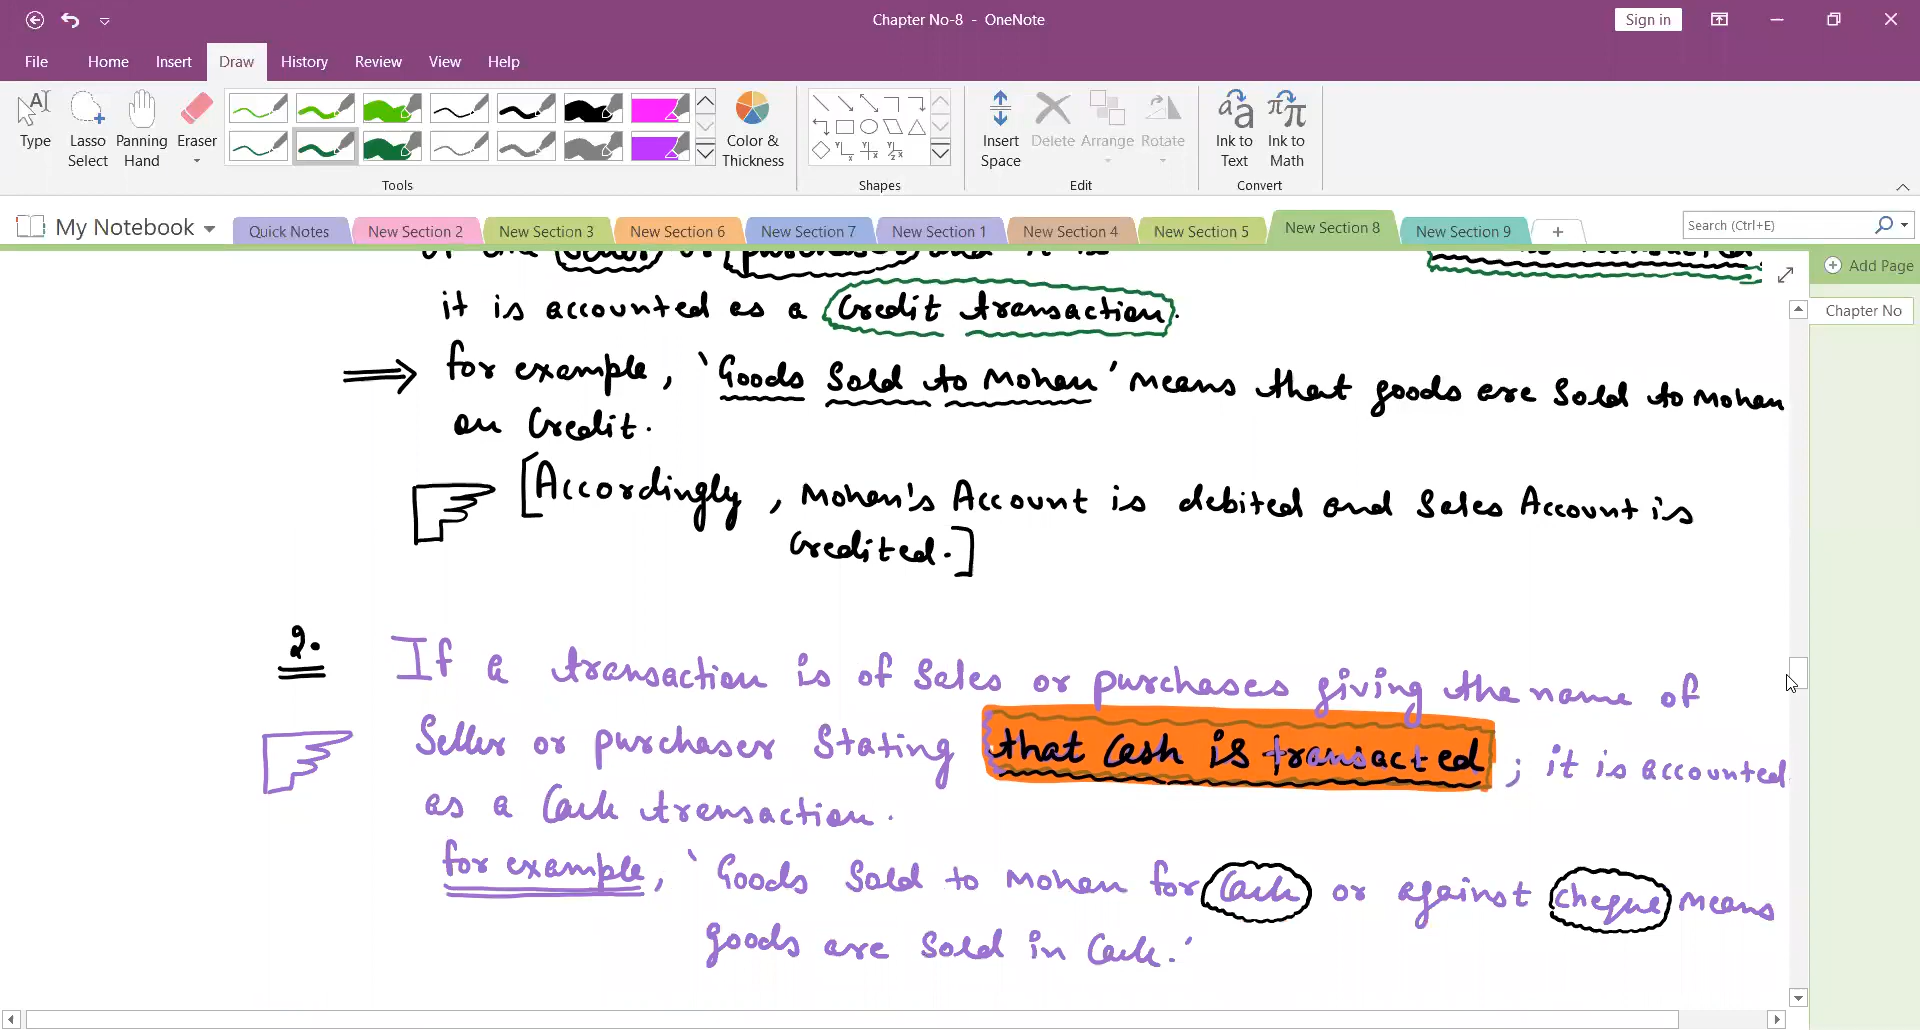 Chapter No-8 - OneNote
Sign in
File Home Insert Draw History Review View Help
Type
Lasso Select
Panning Hand
Eraser
Color & Thickness
Insert Space
Delete
Arrange
Rotate
Ink to Text
Ink to Math
Tools
Shapes
Edit
Convert
My Notebook
Quick Notes
New Section 2
New Section 3
New Section 6
New Section 7
New Section 1
New Section 4
New Section 5
New Section 8
New Section 9
Search (Ctrl+E)
Add Page
Chapter No
it is accounted as a Credit transaction.
for example, 'Goods Sold to Mohan' means that goods are sold to Mohan
on Credit.
[Accordingly, Mohan's Account is debited and Sales Account is
Credited.]
2. If a transaction is of Sales or purchases giving the name of
Seller or purchaser Stating that Cash is transacted ; it is accounted
as a Cash transaction.
for example, 'Goods Sold to Mohan for Cash or against cheque means
goods are Sold in Cash.'